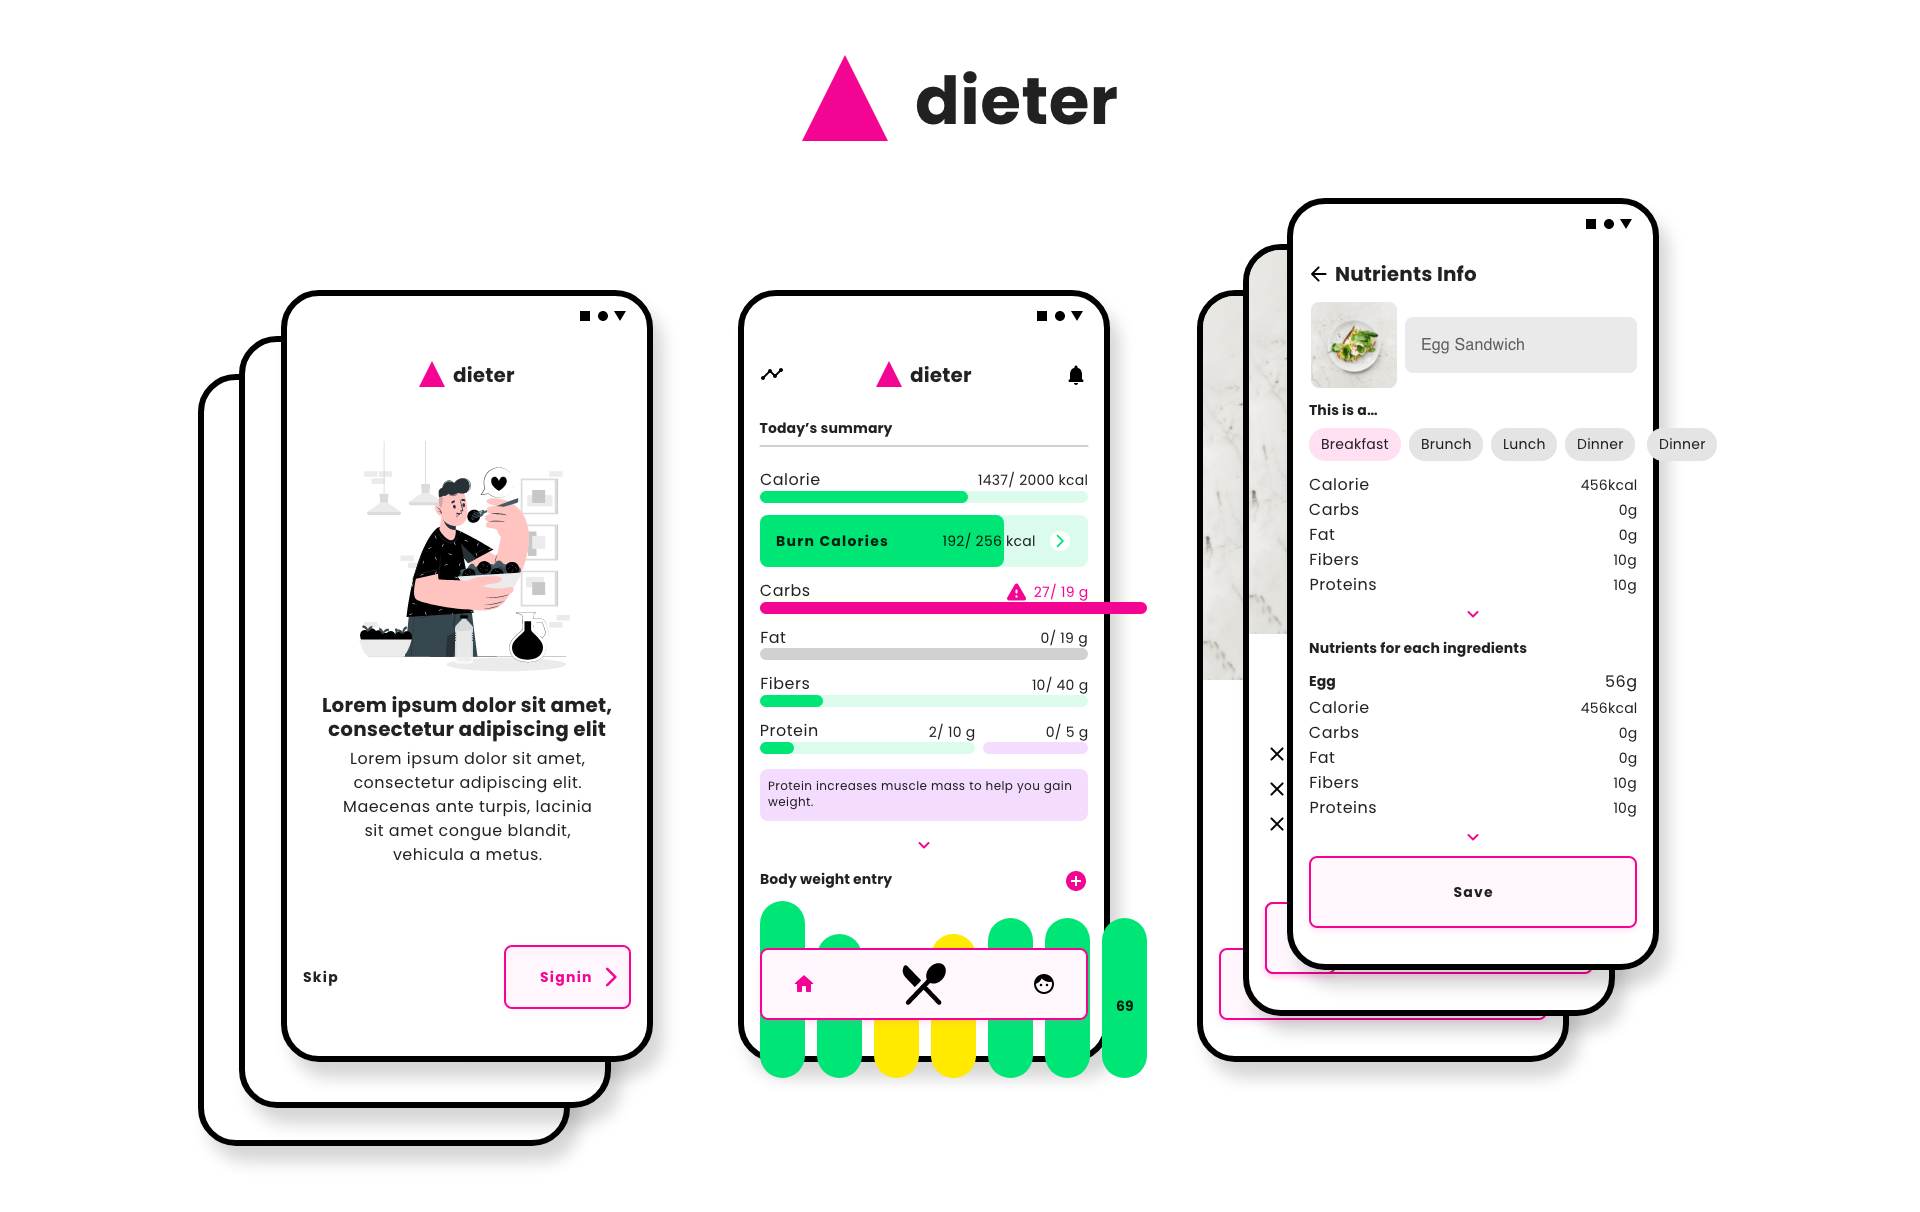 dieter
dieter
Lorem ipsum dolor sit amet,
consectetur adipiscing elit
Lorem ipsum dolor sit amet,
consectetur adipiscing elit.
Maecenas ante turpis, lacinia
sit amet congue blandit,
vehicula a metus.
Skip
Signin
dieter
Today’s summary
Calorie 1437/ 2000 kcal
Burn Calories 192/ 256 kcal
Carbs 27/ 19 g
Fat 0/ 19 g
Fibers 10/ 40 g
Protein 2/ 10 g 0/ 5 g
Protein increases muscle mass to help you gain
weight.
Body weight entry
69
Nutrients Info
Egg Sandwich
This is a...
Breakfast Brunch Lunch Dinner Dinner
Calorie 456kcal
Carbs 0g
Fat 0g
Fibers 10g
Proteins 10g
Nutrients for each ingredients
Egg 56g
Calorie 456kcal
Carbs 0g
Fat 0g
Fibers 10g
Proteins 10g
Save